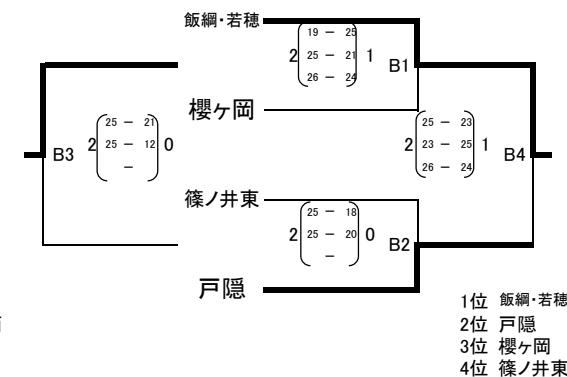 飯綱・若穂
19 － 25
2 25 － 21 1
26 － 24
B1
櫻ヶ岡
25 － 21
2 25 － 12 0
－
B3
25 － 23
2 23 － 25 1
26 － 24
B4
篠ノ井東
25 － 18
2 25 － 20 0
－
B2
戸隠
1位 飯綱・若穂
2位 戸隠
3位 櫻ヶ岡
4位 篠ノ井東